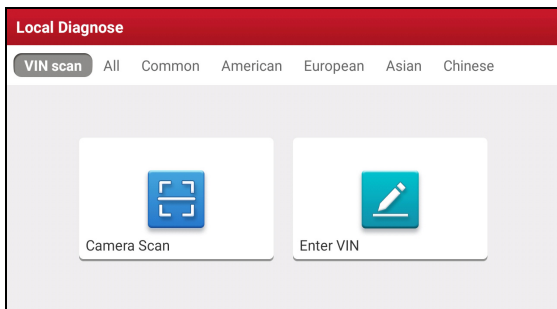 Local Diagnose
VIN scan All Common American European Asian Chinese
Camera Scan Enter VIN